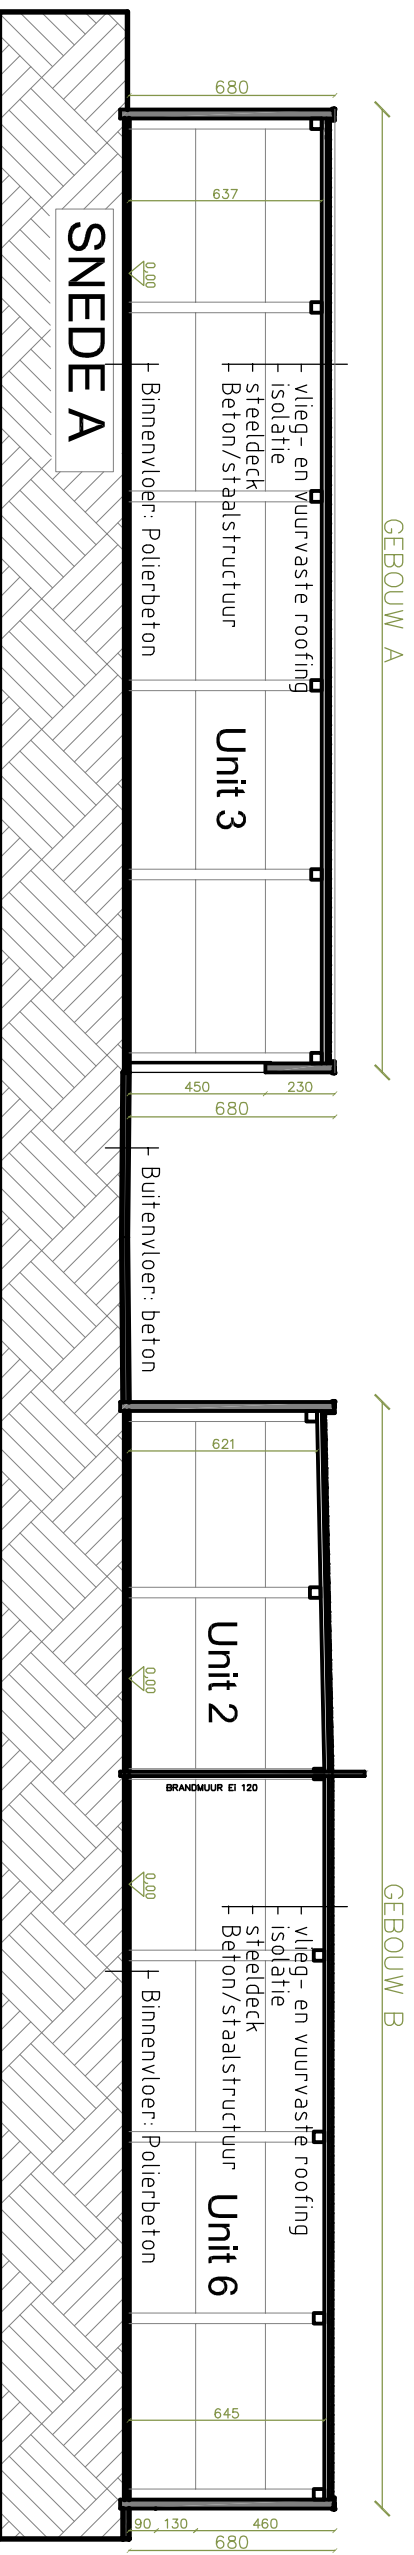 GEBOUW A
680
637
0,00
vlieg- en vuurvaste roofing
isolatie
steeldeck
Beton/staalstructuur
Binnenvloer: Polierbeton
SNEDE A
Unit 3
450
230
680
Buitenvloer: beton
GEBOUW B
621
Unit 2
0,00
BRANDMUUR EI 120
0,00
vlieg- en vuurvaste roofing
isolatie
steeldeck
Beton/staalstructuur
Binnenvloer: Polierbeton
Unit 6
645
90
130
460
680